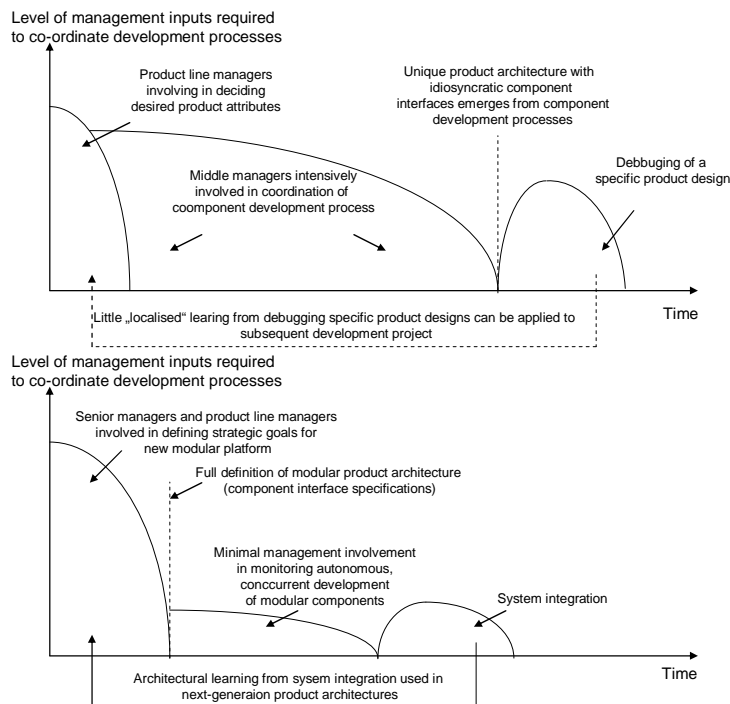 Level of management inputs required
to co-ordinate development processes
Product line managers
involving in deciding
desired product attributes
Unique product architecture with
idiosyncratic component
interfaces emerges from component
development processes
Debbuging of a
specific product design
Middle managers intensively
involved in coordination of
coomponent development process
Time
Little „localised“ learing from debugging specific product designs can be applied to
subsequent development project
Level of management inputs required
to co-ordinate development processes
Senior managers and product line managers
involved in defining strategic goals for
new modular platform
Full definition of modular product architecture
(component interface specifications)
Minimal management involvement
in monitoring autonomous,
conccurrent development
of modular components
System integration
Time
Architectural learning from sysem integration used in
next-generaion product architectures